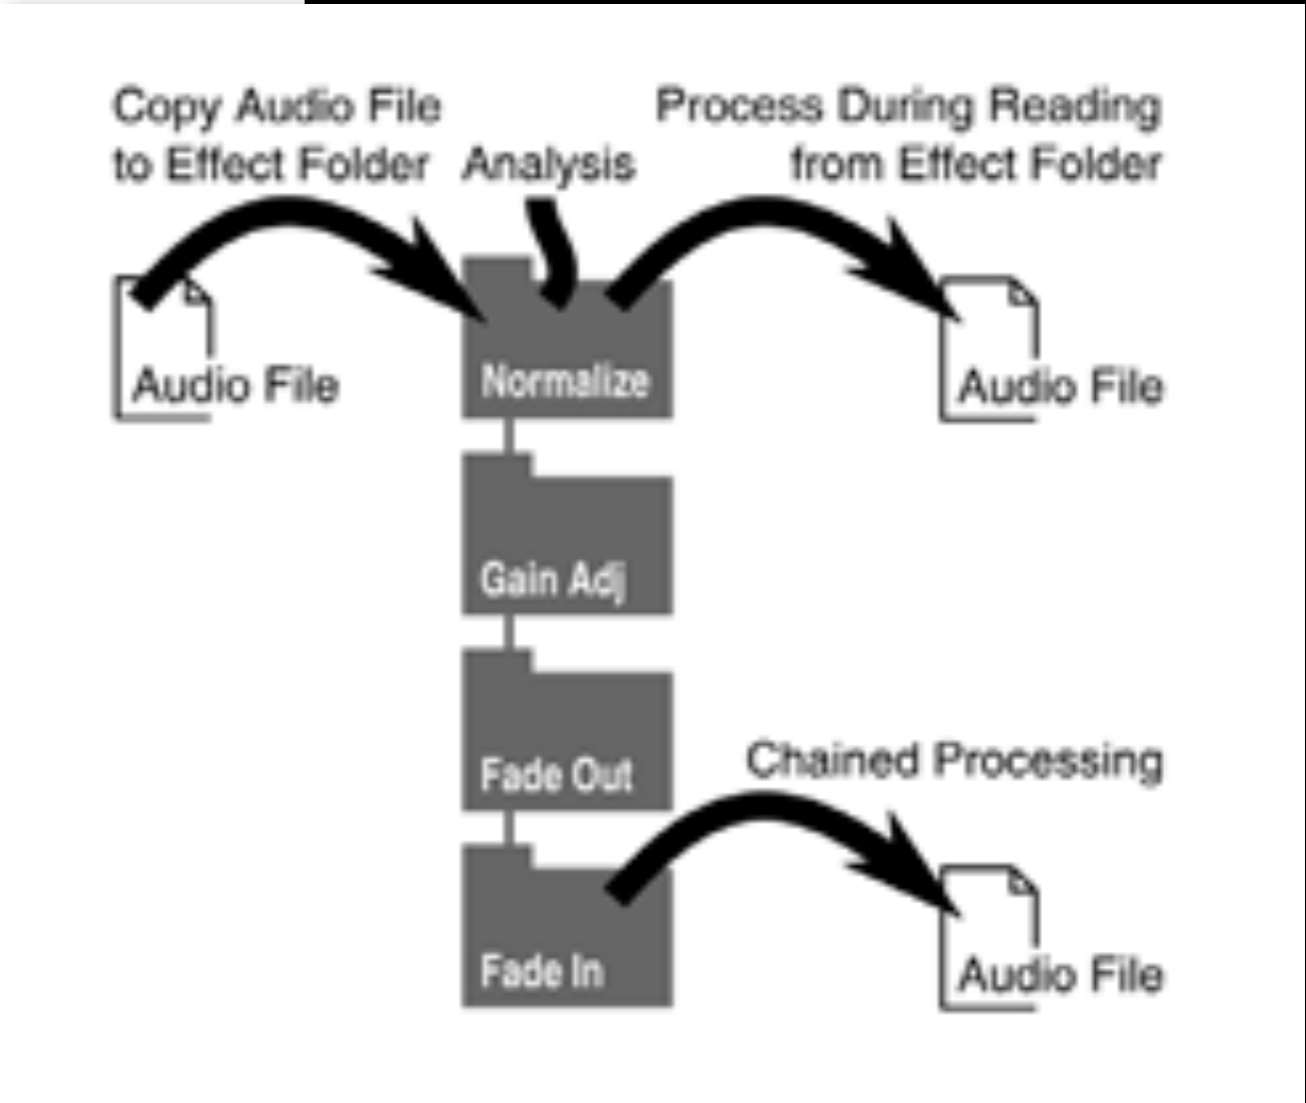 Copy Audio File
to Effect Folder
Analysis
Process During Reading
from Effect Folder
Audio File
Normalize
Audio File
Gain Adj
Fade Out
Chained Processing
Fade In
Audio File